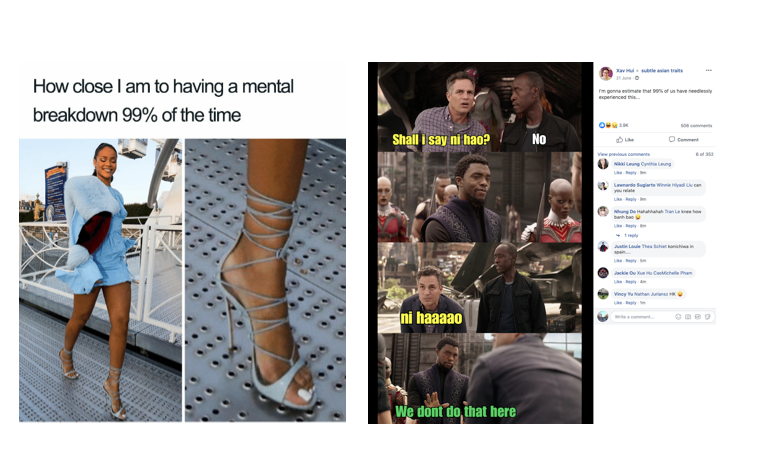 How close I am to having a mental
breakdown 99% of the time
Shall i say ni hao?
No
ni haaaao
We dont do that here
Xav Hui ▸ subtle asian traits
21 June
I'm gonna estimate that 99% of us have needlessly
experienced this...
3.9K
506 comments
Like
Comment
View previous comments
6 of 353
Nikki Leung Cynthia Leung
Like · Reply · 9m
Leonardo Sugiarto Winnie Hiyadi Liu can
you relate
Like · Reply · 9m
Nhung Do Hahahhahah Tran Le knew how
banh bao
Like · Reply · 8m
1 reply
Justin Louie Thea Schlet konichiwa in
spain....
Like · Reply · 5m
Jackie Ou Xue Hu CaoMichelle Pham
Like · Reply · 4m
Vincy Yu Nathan Jurianez HK
Like · Reply · 1m
Write a comment...